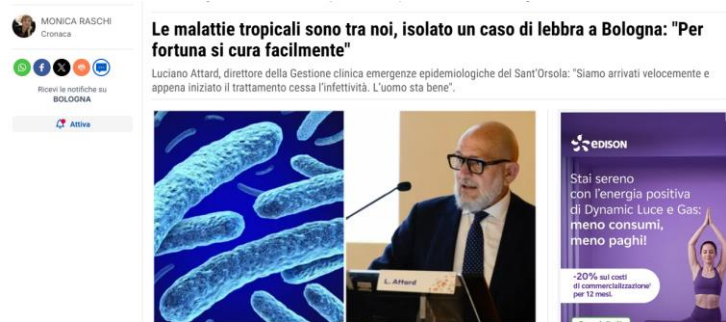 MONICA RASCHI
Cronaca
Ricevi le notifiche su
BOLOGNA
Attiva
Le malattie tropicali sono tra noi, isolato un caso di lebbra a Bologna: "Per
fortuna si cura facilmente"
Luciano Attard, direttore della Gestione clinica emergenze epidemiologiche del Sant'Orsola: "Siamo arrivati velocemente e
appena iniziato il trattamento cessa l'infettività. L'uomo sta bene".
L. Attard
EDISON
Stai sereno
con l'energia positiva
di Dynamic Luce e Gas:
meno consumi,
meno paghi!
-20% sui costi
di commercializzazione¹
per 12 mesi.